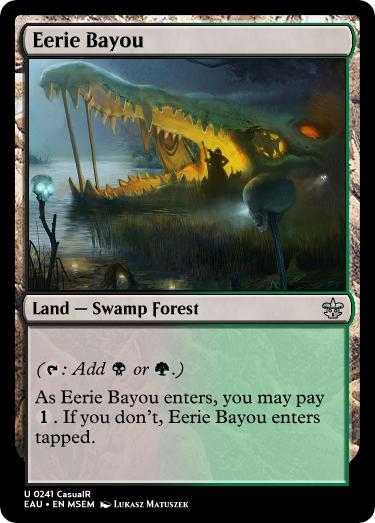 Eerie Bayou
Land — Swamp Forest
(: Add or .)
As Eerie Bayou enters, you may pay
1 . If you don't, Eerie Bayou enters
tapped.
U 0241 CasualR
EAU • EN MSEM Lukasz Matuszek